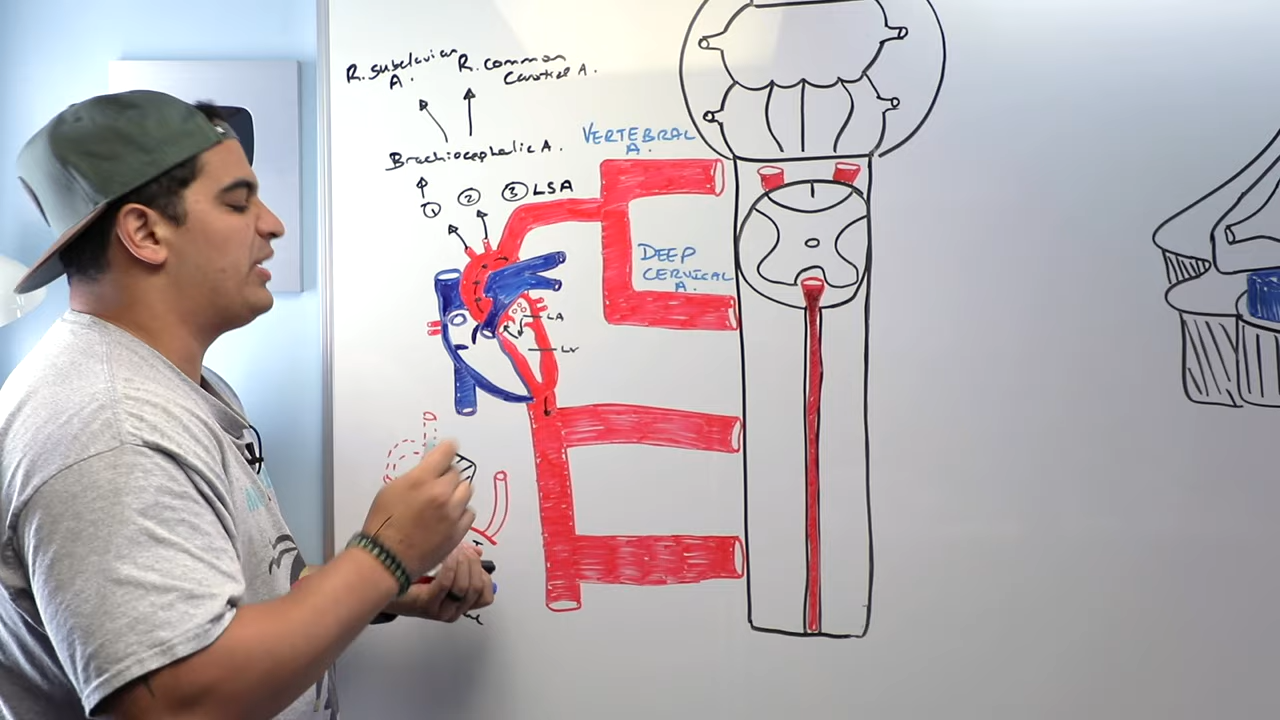 R. subclavian
A.
R. common
Carotid A.
Brachiocephalic A.
① ② ③ LSA
VERTEBRAL
A.
DEEP
CERVICAL
A.
LA
LV